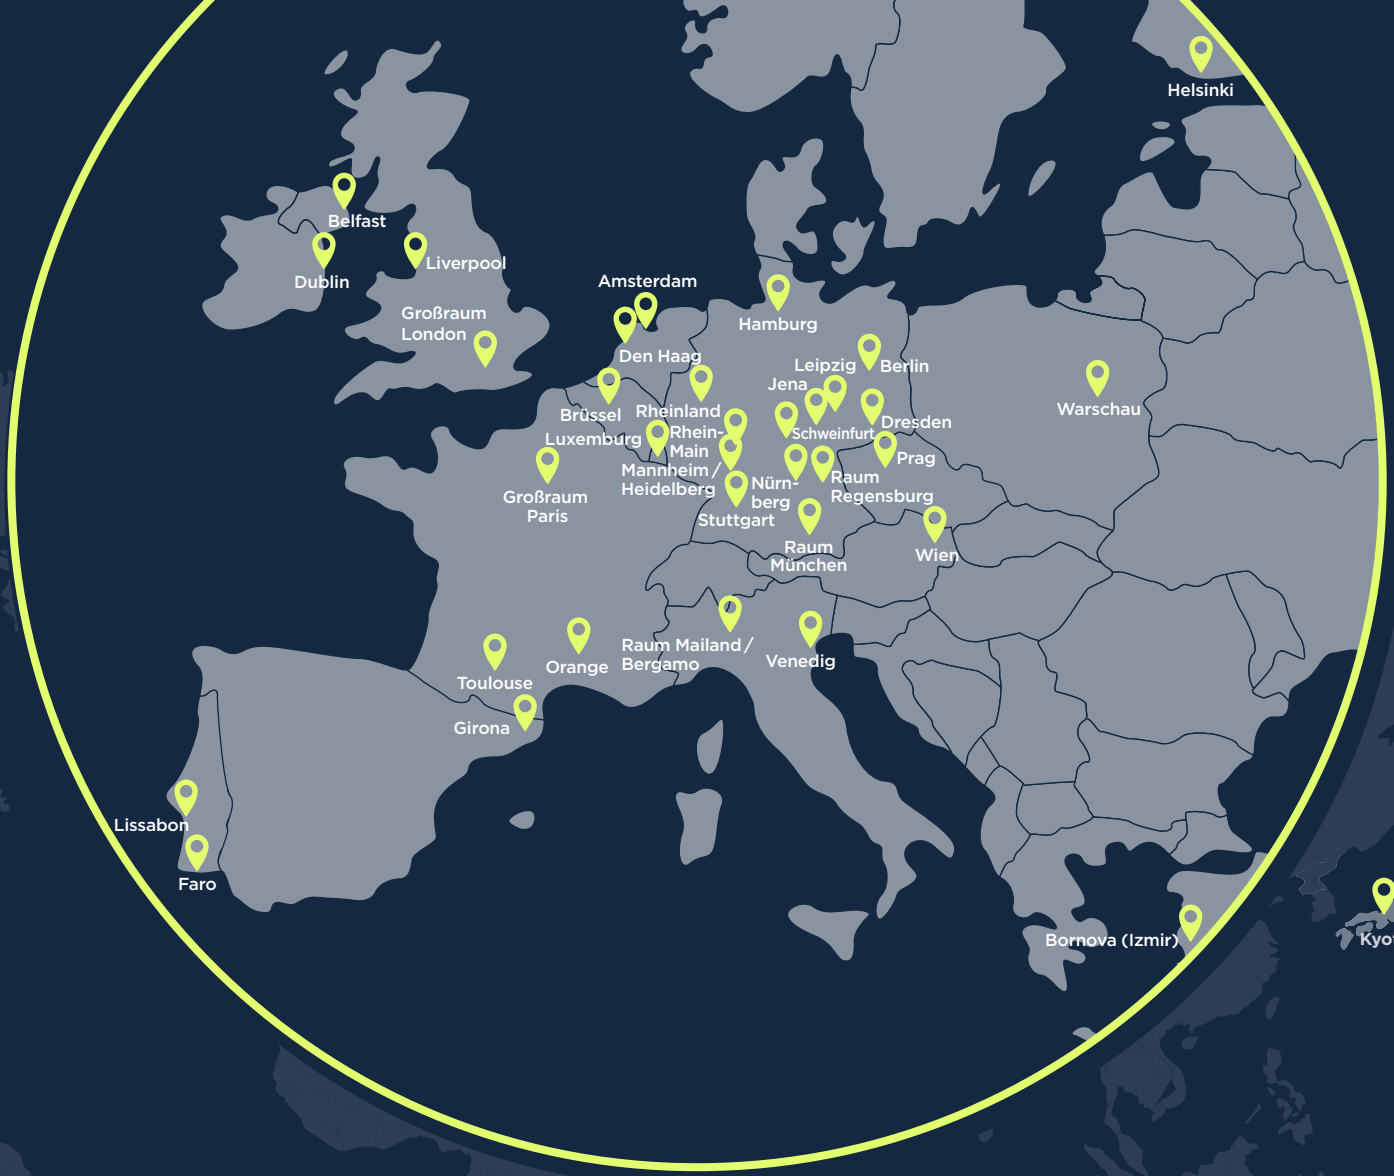 Helsinki
Belfast
Dublin
Liverpool
Großraum
London
Amsterdam
Den Haag
Hamburg
Leipzig
Berlin
Jena
Warschau
Brüssel
Rheinland
Dresden
Schweinfurt
Luxemburg
Rhein-
Main
Prag
Mannheim/
Heidelberg
Nürn-
berg
Raum
Regensburg
Großraum
Paris
Stuttgart
Raum
München
Wien
Raum Mailand/
Bergamo
Venedig
Orange
Toulouse
Girona
Lissabon
Faro
Bornova (Izmir)
Kyo